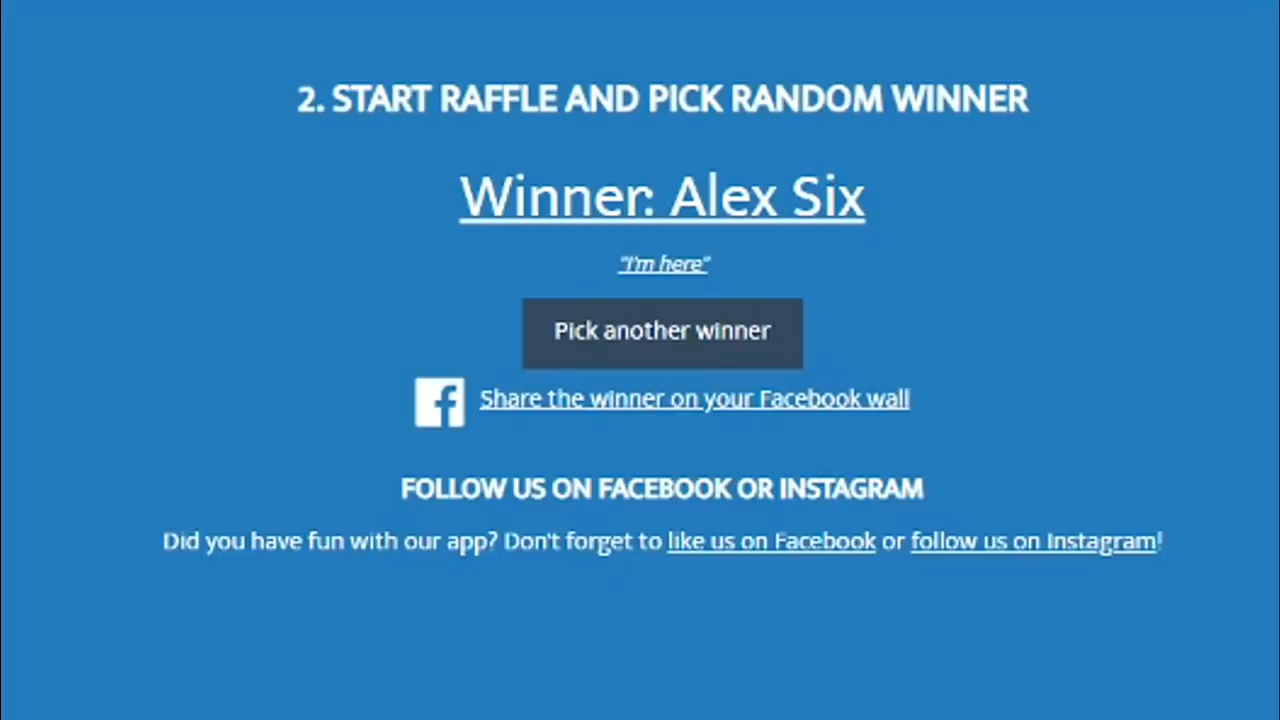 2. START RAFFLE AND PICK RANDOM WINNER
Winner: Alex Six
"I'm here"
Pick another winner
Share the winner on your Facebook wall
FOLLOW US ON FACEBOOK OR INSTAGRAM
Did you have fun with our app? Don't forget to like us on Facebook or follow us on Instagram!